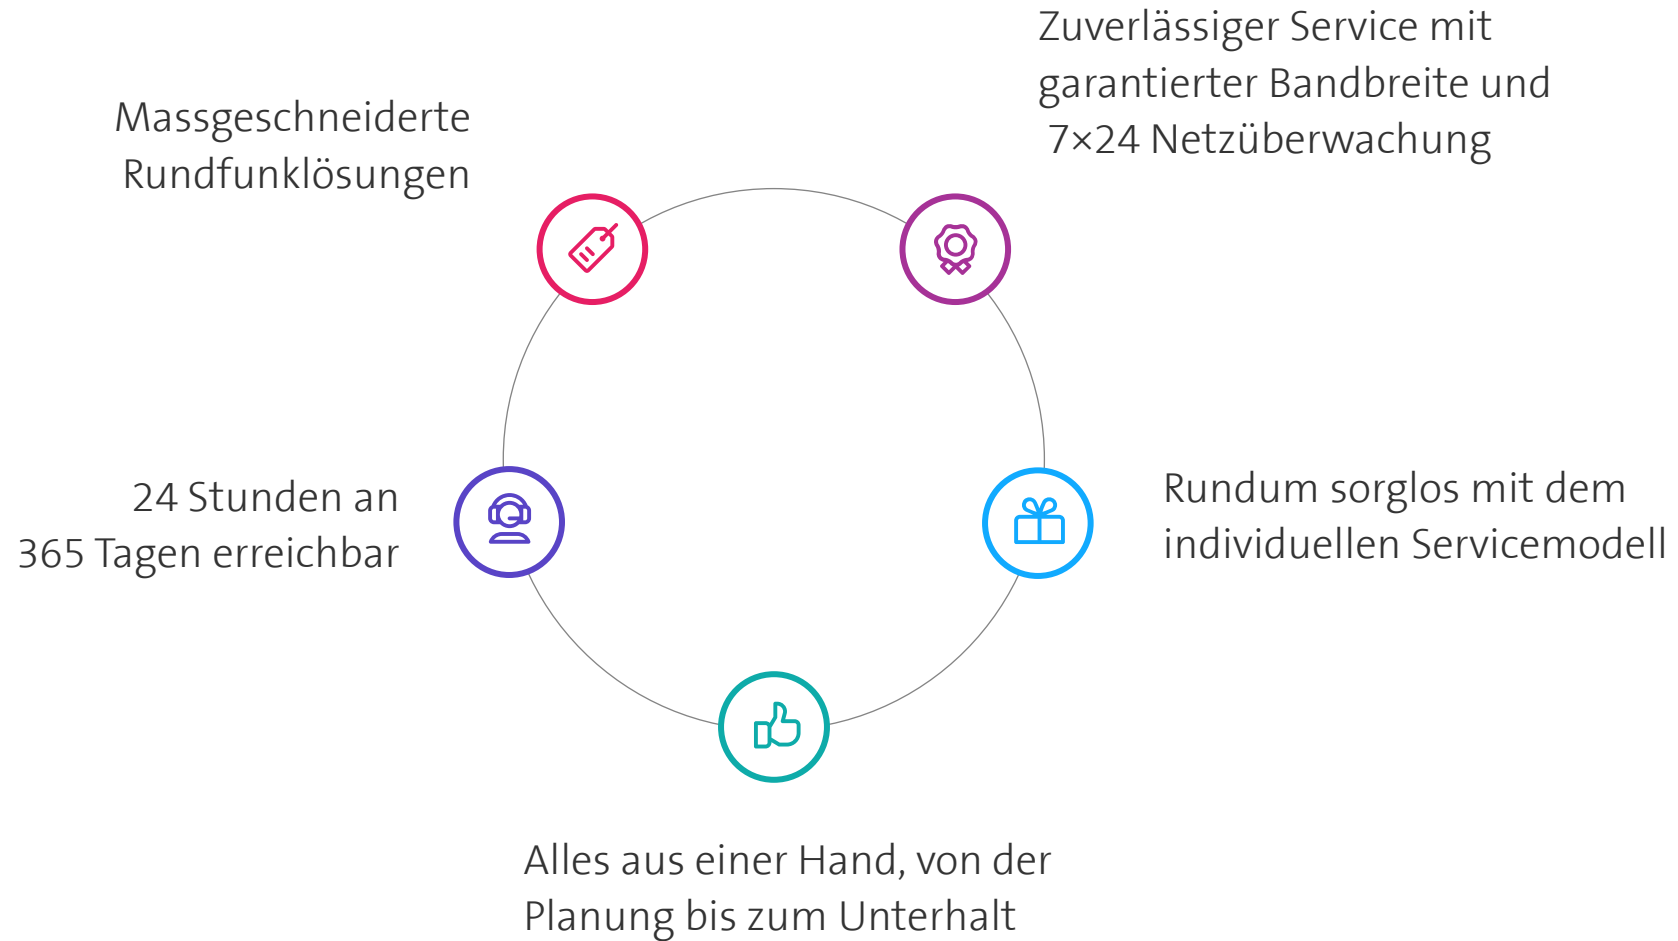 Massgeschneiderte
Rundfunklösungen
Zuverlässiger Service mit
garantierter Bandbreite und
7×24 Netzüberwachung
24 Stunden an
365 Tagen erreichbar
Rundum sorglos mit dem
individuellen Servicemodell
Alles aus einer Hand, von der
Planung bis zum Unterhalt